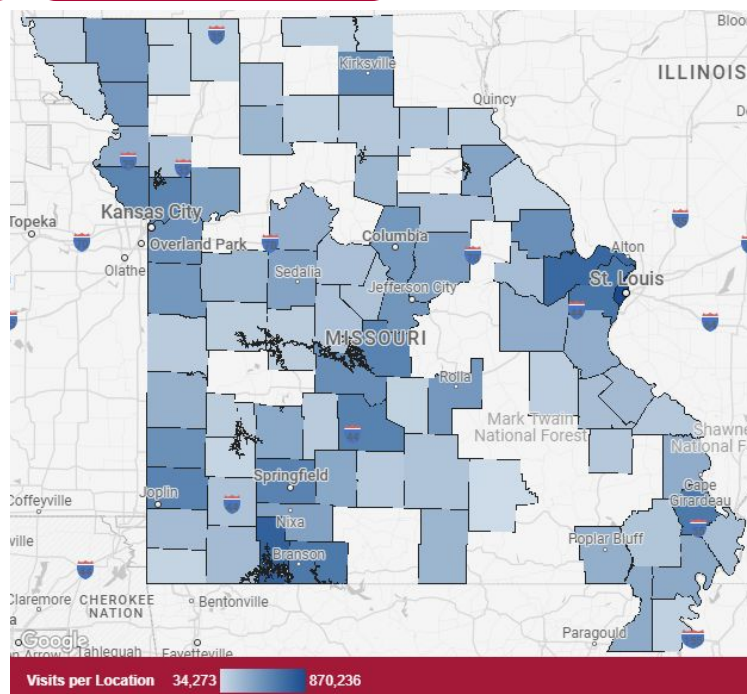 Bloo
Kirksville
ILLINOIS
Quincy
Kansas City
Topeka
Overland Park
Olathe
Columbia
Sedalia
Jefferson City
Alton
St. Louis
MISSOURI
Rolla
Mark Twain
National Forest
Shawne
National F
Springfield
Joplin
Coffeyville
Cape
Girardeau
Nixa
Branson
Poplar Bluff
ville
Claremore
CHEROKEE
NATION
Bentonville
Google
Tahlequah
Fayetteville
Paragould
Visits per Location 34,273 870,236